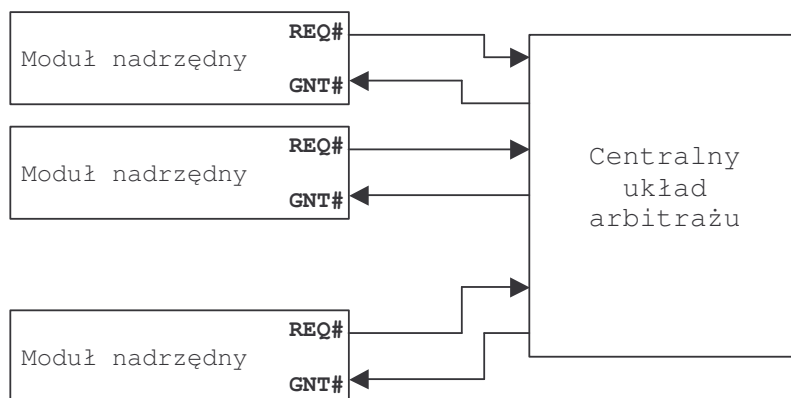 REQ#
Moduł nadrzędny
GNT#
REQ#
Moduł nadrzędny
GNT#
Centralny
układ
arbitrażu
REQ#
Moduł nadrzędny
GNT#